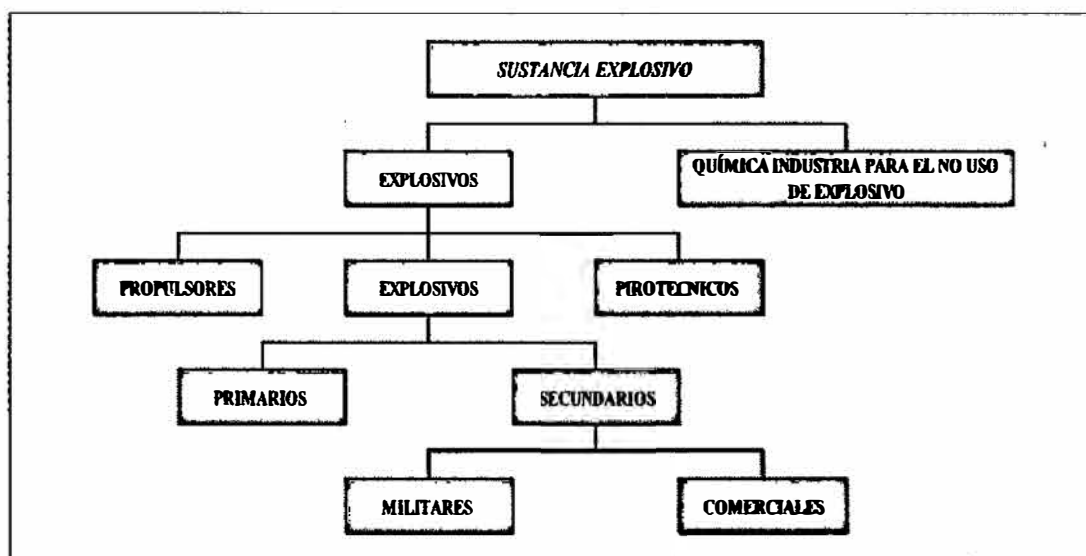 SUSTANCIA EXPLOSIVO
EXPLOSIVOS
QUÍMICA INDUSTRIA PARA EL NO USO
DE EXPLOSIVO
PROPULSORES
EXPLOSIVOS
PIROTECNICOS
PRIMARIOS
SECUNDARIOS
MILITARES
COMERCIALES